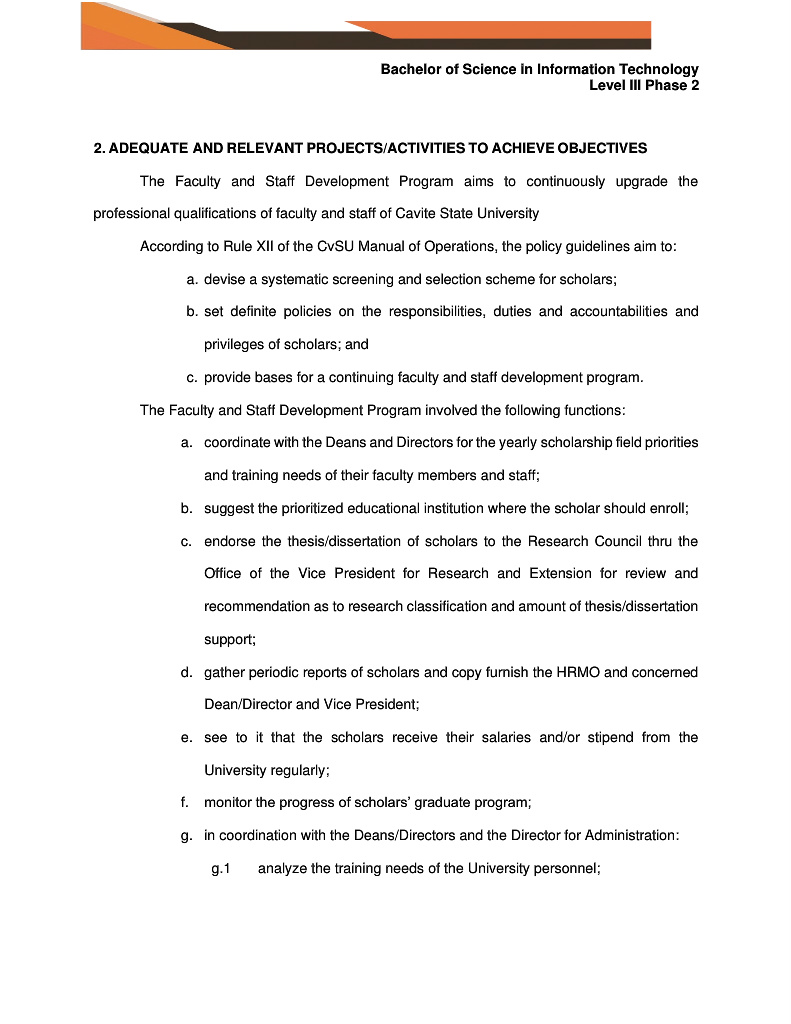 Bachelor of Science in Information Technology
Level III Phase 2
2. ADEQUATE AND RELEVANT PROJECTS/ACTIVITIES TO ACHIEVE OBJECTIVES
The Faculty and Staff Development Program aims to continuously upgrade the
professional qualifications of faculty and staff of Cavite State University
According to Rule XII of the CvSU Manual of Operations, the policy guidelines aim to:
a. devise a systematic screening and selection scheme for scholars;
b. set definite policies on the responsibilities, duties and accountabilities and
privileges of scholars; and
c. provide bases for a continuing faculty and staff development program.
The Faculty and Staff Development Program involved the following functions:
a. coordinate with the Deans and Directors for the yearly scholarship field priorities
and training needs of their faculty members and staff;
b. suggest the prioritized educational institution where the scholar should enroll;
c. endorse the thesis/dissertation of scholars to the Research Council thru the
Office of the Vice President for Research and Extension for review and
recommendation as to research classification and amount of thesis/dissertation
support;
d. gather periodic reports of scholars and copy furnish the HRMO and concerned
Dean/Director and Vice President;
e. see to it that the scholars receive their salaries and/or stipend from the
University regularly;
f. monitor the progress of scholars' graduate program;
g. in coordination with the Deans/Directors and the Director for Administration:
g.1 analyze the training needs of the University personnel;